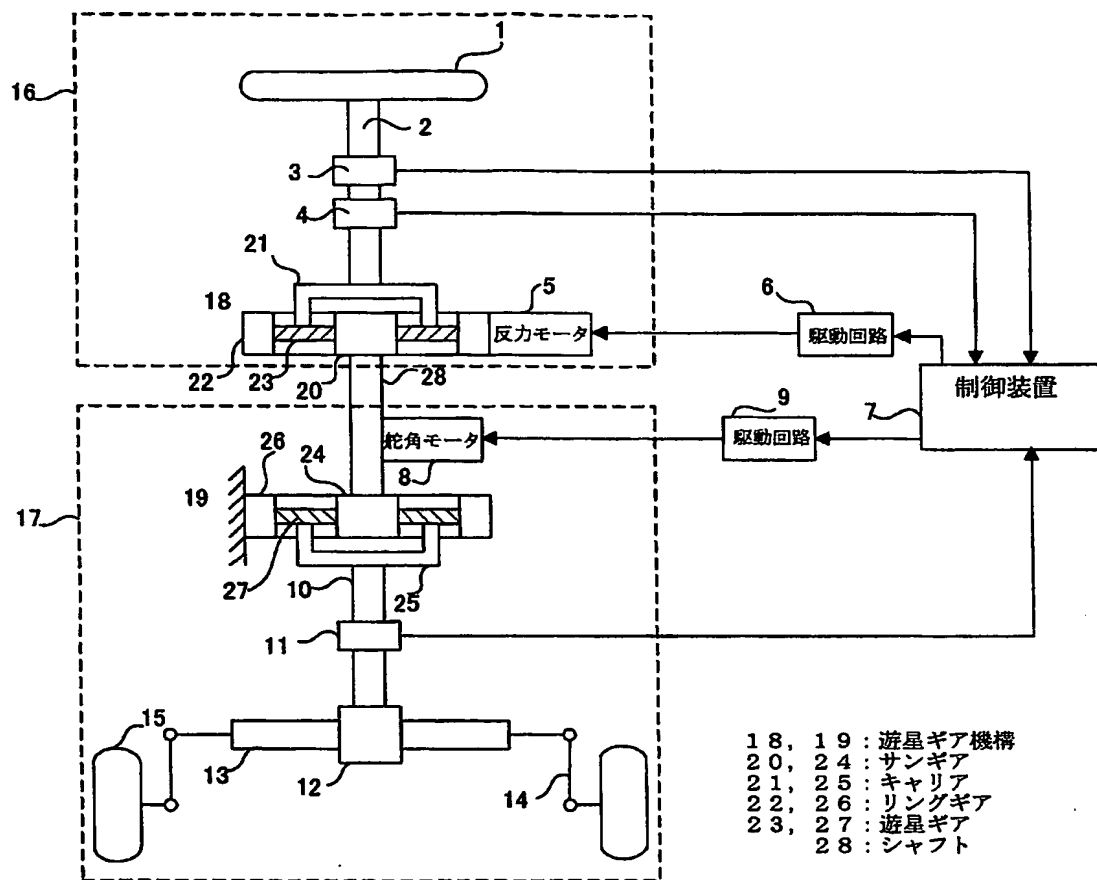 1
16
2
3
4
21
18
5
反力モータ
6
駆動回路
22
23
20
28
制御装置
7
9
駆動回路
舵角モータ
8
26
24
19
17
27
10
25
11
15
13
12
14
18, 19:遊星ギア機構
20, 24:サンギア
21, 25:キャリア
22, 26:リングギア
23, 27:遊星ギア
28:シャフト